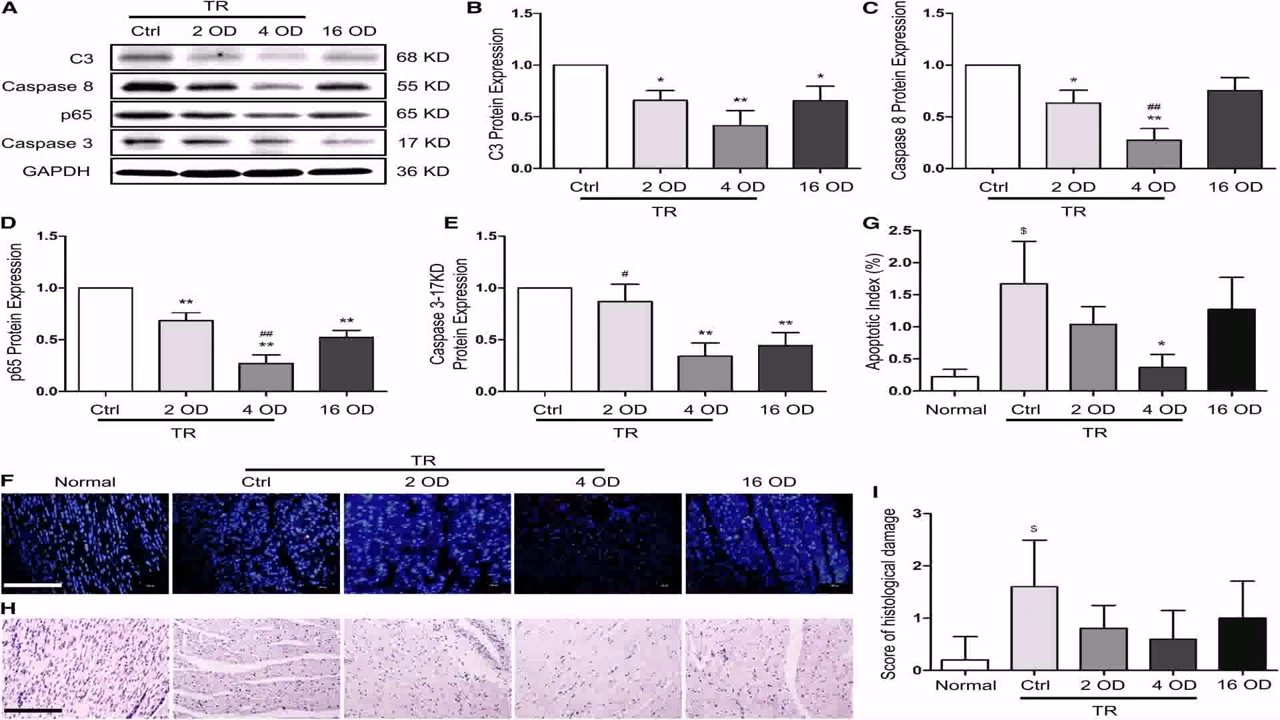 A
TR
Ctrl 2 OD 4 OD 16 OD
C3 68 KD
Caspase 8 55 KD
p65 65 KD
Caspase 3 17 KD
GAPDH 36 KD
B
C3 Protein Expression
1.5
1.0
0.5
0.0
* ** *
Ctrl 2 OD 4 OD 16 OD
TR
C
Caspase 8 Protein Expression
1.5
1.0
0.5
0.0
*
##
**
Ctrl 2 OD 4 OD 16 OD
TR
D
p65 Protein Expression
1.5
1.0
0.5
0.0
**
##
**
**
Ctrl 2 OD 4 OD 16 OD
TR
E
Caspase 3-17KD
Protein Expression
1.5
1.0
0.5
0.0
#
** **
Ctrl 2 OD 4 OD 16 OD
TR
G
Apoptotic Index (%)
2.5
2.0
1.5
1.0
0.5
0.0
$
*
Normal Ctrl 2 OD 4 OD 16 OD
TR
F
TR
Normal Ctrl 2 OD 4 OD 16 OD
H
I
Score of histological damage
3
2
1
0
$
Normal Ctrl 2 OD 4 OD 16 OD
TR